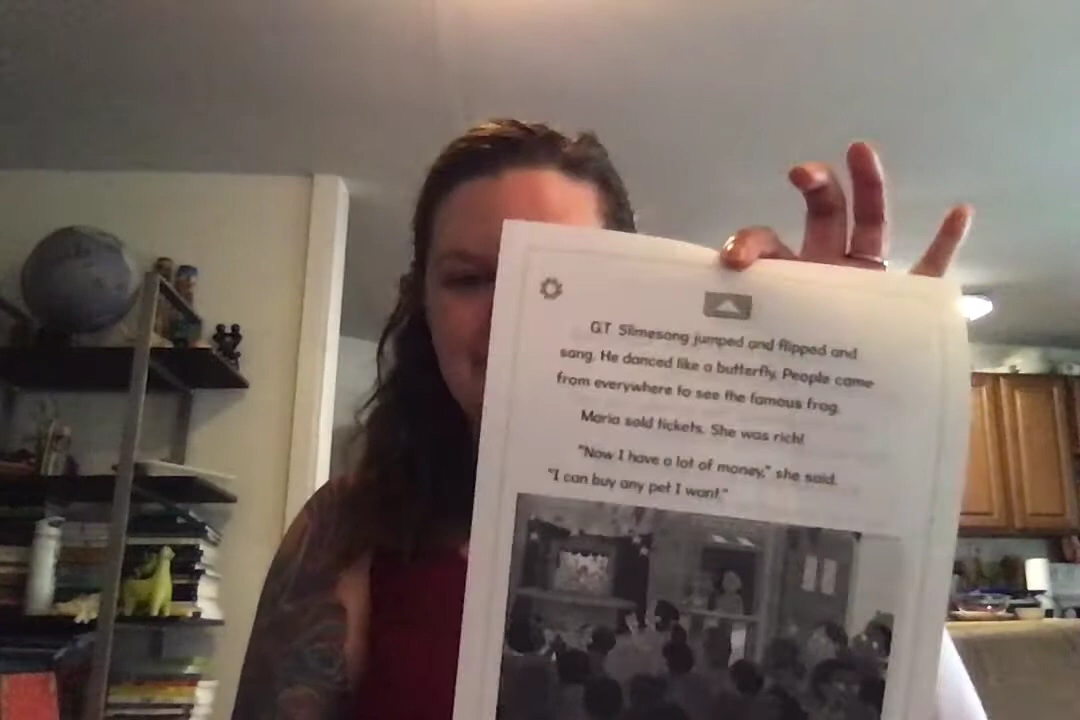 G.T. Slimesong jumped and flipped and
sang. He danced like a butterfly. People came
from everywhere to see the famous frog.
Maria sold tickets. She was rich!
"Now I have a lot of money," she said.
"I can buy any pet I want."